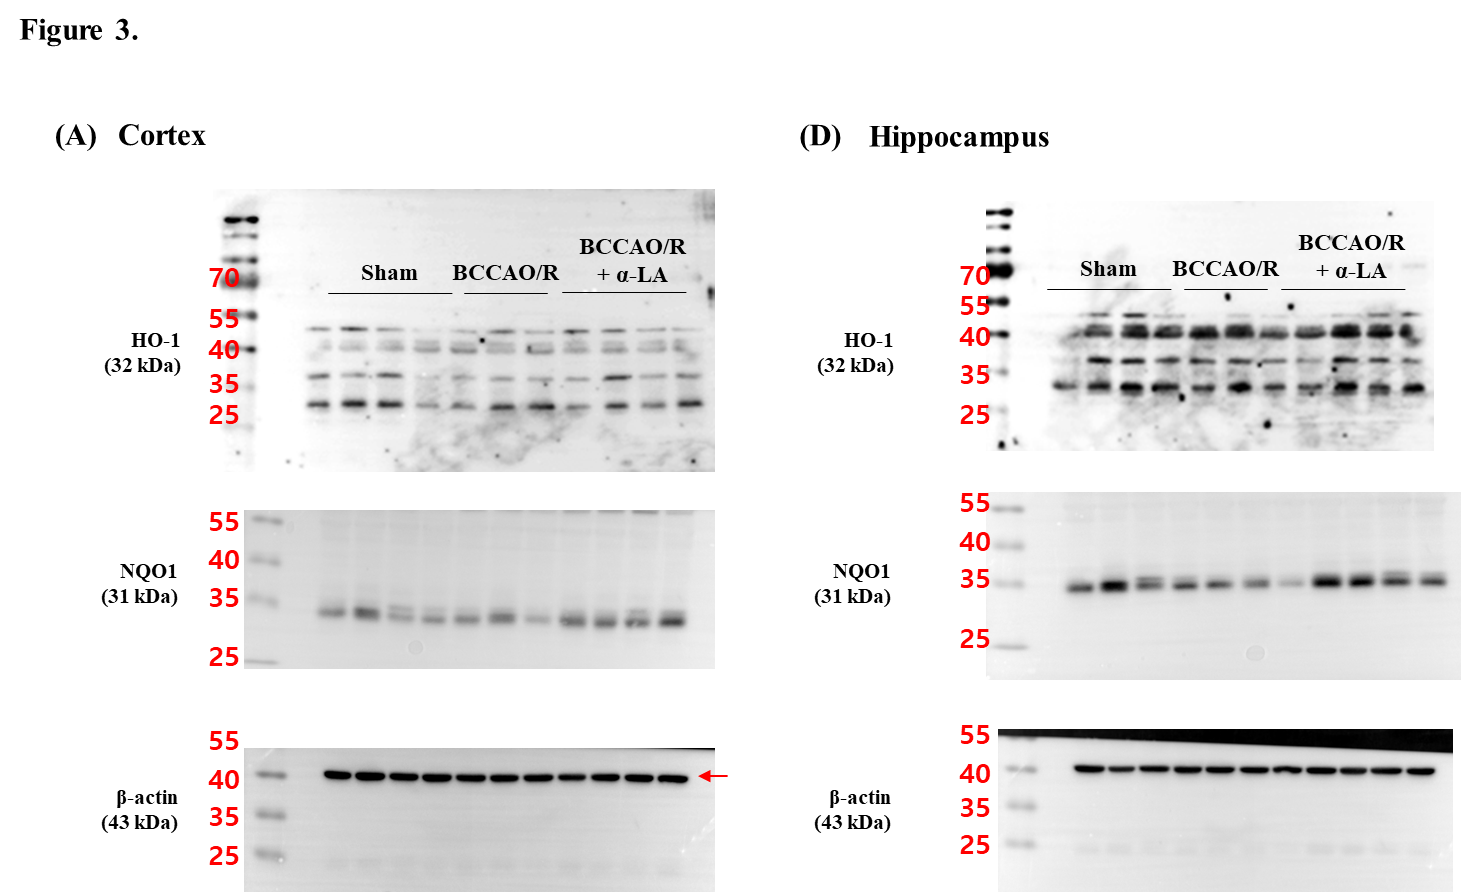 Figure 3.
(A) Cortex
70
55
40
35
25
HO-1
(32 kDa)
Sham
BCCAO/R
BCCAO/R
+ α-LA
55
40
35
25
NQO1
(31 kDa)
55
40
35
25
β-actin
(43 kDa)
(D) Hippocampus
70
55
40
35
25
HO-1
(32 kDa)
Sham
BCCAO/R
BCCAO/R
+ α-LA
55
40
35
25
NQO1
(31 kDa)
55
40
35
25
β-actin
(43 kDa)